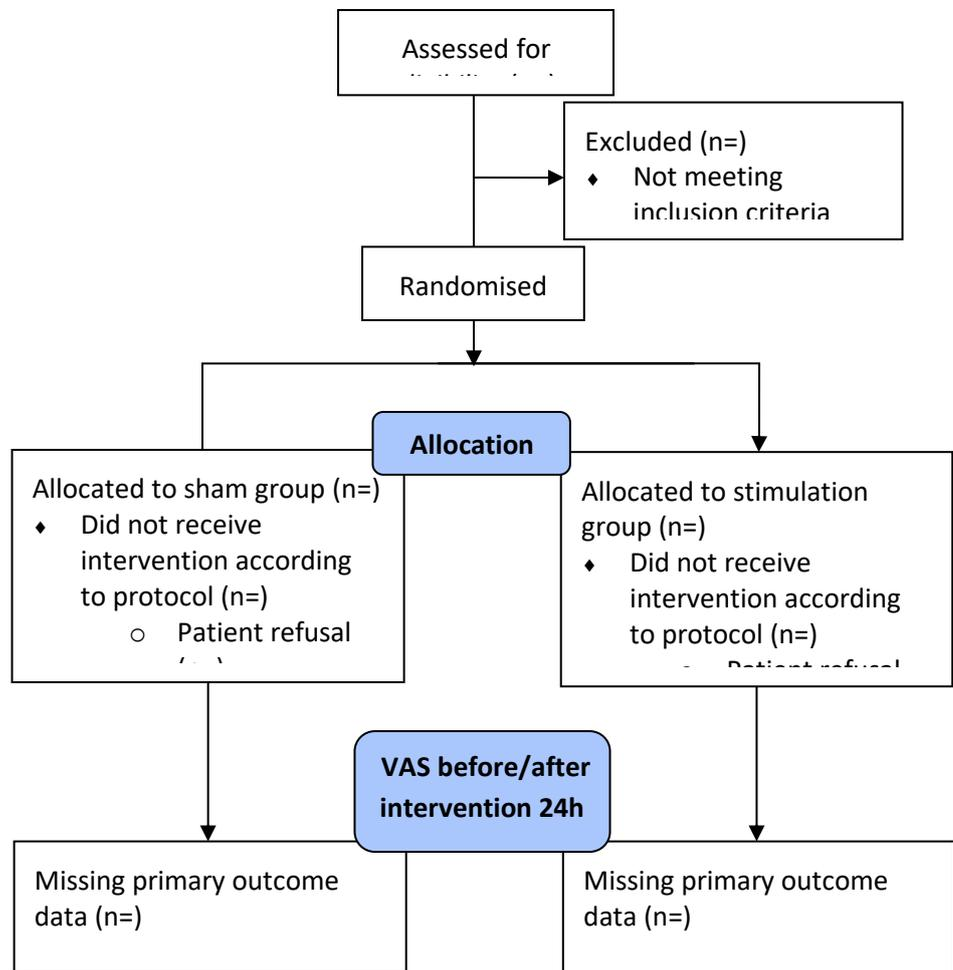 Assessed for
Excluded (n=)
♦ Not meeting
inclusion criteria
Randomised
Allocation
Allocated to sham group (n=)
♦ Did not receive
intervention according
to protocol (n=)
o Patient refusal
Allocated to stimulation
group (n=)
♦ Did not receive
intervention according
to protocol (n=)
Patient refusal
VAS before/after
intervention 24h
Missing primary outcome
data (n=)
Missing primary outcome
data (n=)